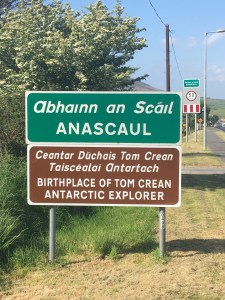 Abhainn an Scáil
ANASCAUL
Ceantar Dúchais Tom Crean
Taiscéalaí Antartach
BIRTHPLACE OF TOM CREAN
ANTARCTIC EXPLORER